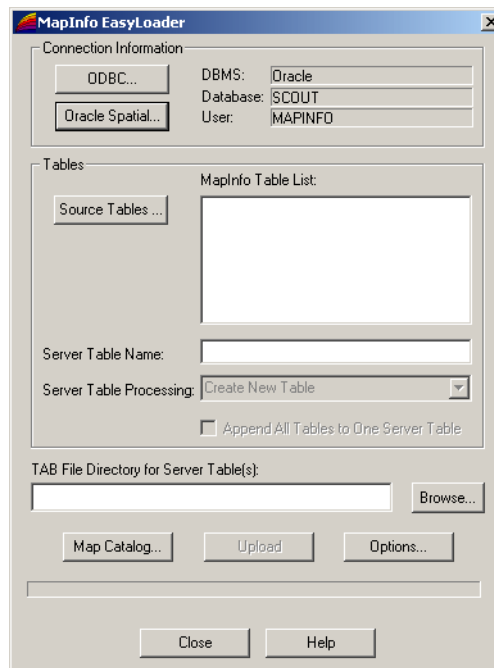 MapInfo EasyLoader
Connection Information
ODBC...
DBMS: Oracle
Database: SCOUT
Oracle Spatial...
User: MAPINFO
Tables
MapInfo Table List:
Source Tables ...
Server Table Name:
Server Table Processing: Create New Table
Append All Tables to One Server Table
TAB File Directory for Server Table(s):
Browse...
Map Catalog... Upload Options...
Close Help